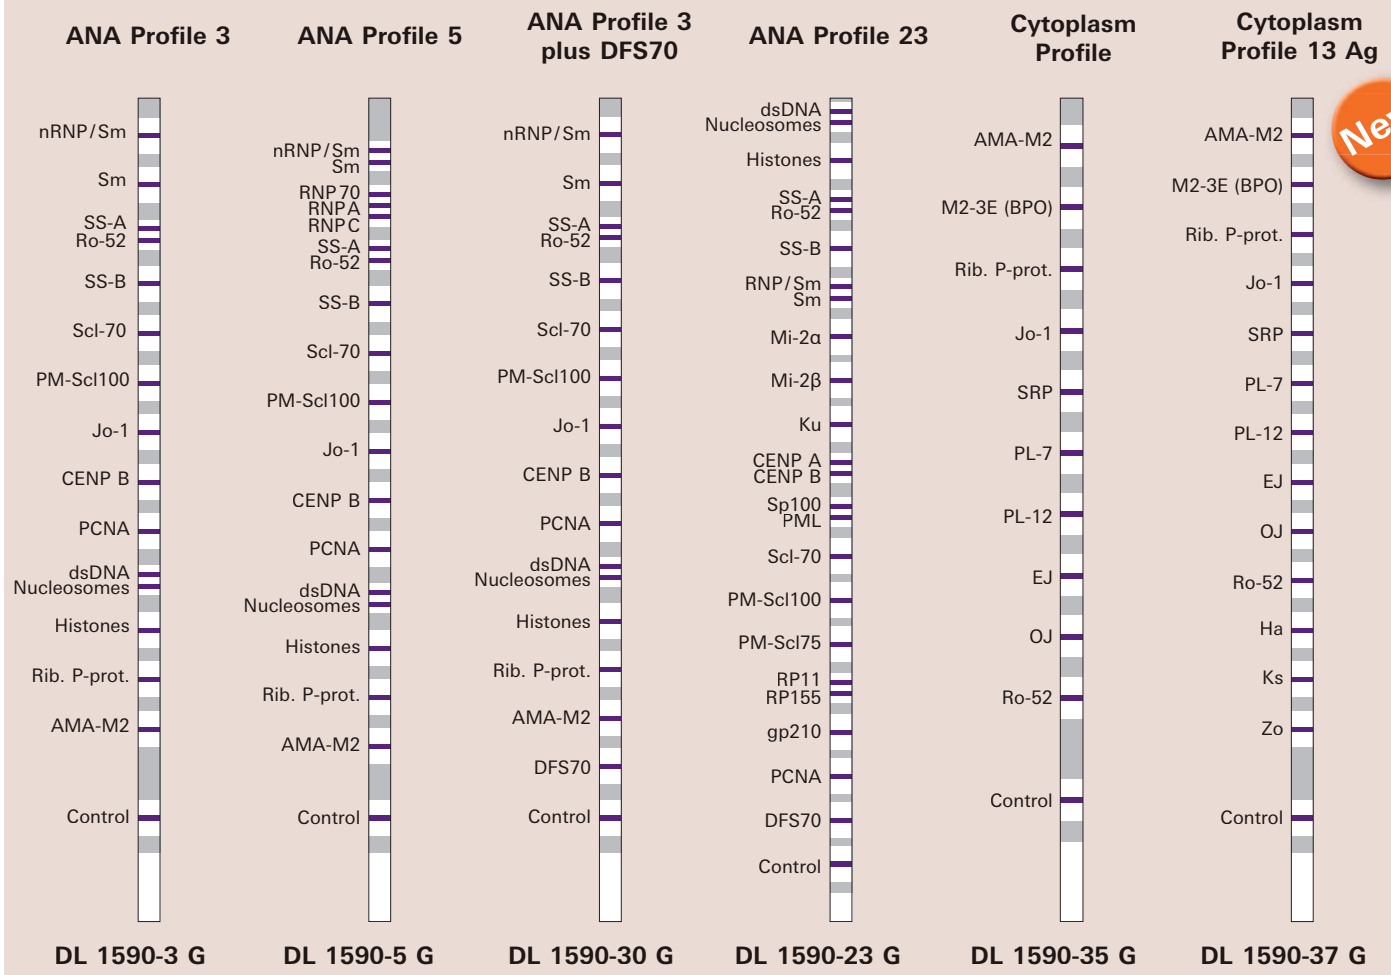 ANA Profile 3
nRNP/Sm
Sm
SS-A
Ro-52
SS-B
Scl-70
PM-Scl100
Jo-1
CENP B
PCNA
dsDNA
Nucleosomes
Histones
Rib. P-prot.
AMA-M2
Control
DL 1590-3 G
ANA Profile 5
nRNP/Sm
Sm
RNP70
RNPA
RNPC
SS-A
Ro-52
SS-B
Scl-70
PM-Scl100
Jo-1
CENP B
PCNA
dsDNA
Nucleosomes
Histones
Rib. P-prot.
AMA-M2
Control
DL 1590-5 G
ANA Profile 3
plus DFS70
nRNP/Sm
Sm
SS-A
Ro-52
SS-B
Scl-70
PM-Scl100
Jo-1
CENP B
PCNA
dsDNA
Nucleosomes
Histones
Rib. P-prot.
AMA-M2
DFS70
Control
DL 1590-30 G
ANA Profile 23
dsDNA
Nucleosomes
Histones
SS-A
Ro-52
SS-B
RNP/Sm
Sm
Mi-2α
Mi-2β
Ku
CENP A
CENP B
Sp100
PML
Scl-70
PM-Scl100
PM-Scl75
RP11
RP155
gp210
PCNA
DFS70
Control
DL 1590-23 G
Cytoplasm
Profile
AMA-M2
M2-3E (BPO)
Rib. P-prot.
Jo-1
SRP
PL-7
PL-12
EJ
OJ
Ro-52
Control
DL 1590-35 G
Cytoplasm
Profile 13 Ag
AMA-M2
M2-3E (BPO)
Rib. P-prot.
Jo-1
SRP
PL-7
PL-12
EJ
OJ
Ro-52
Ha
Ks
Zo
Control
DL 1590-37 G